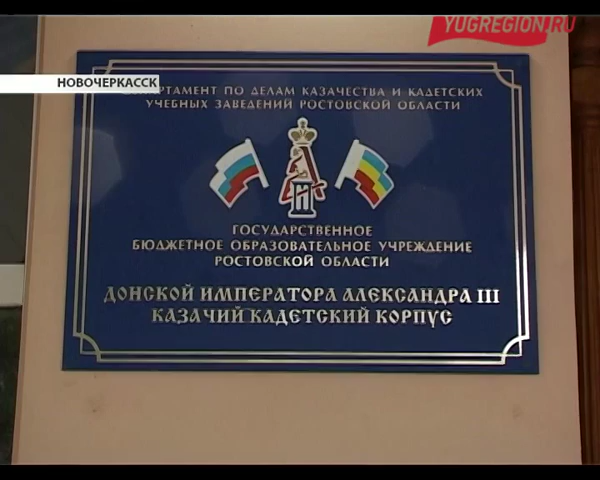 YUGREGION.RU
НОВОЧЕРКАССК
ДЕПАРТАМЕНТ ПО ДЕЛАМ КАЗАЧЕСТВА И КАДЕТСКИХ
УЧЕБНЫХ ЗАВЕДЕНИЙ РОСТОВСКОЙ ОБЛАСТИ
ГОСУДАРСТВЕННОЕ
БЮДЖЕТНОЕ ОБРАЗОВАТЕЛЬНОЕ УЧРЕЖДЕНИЕ
РОСТОВСКОЙ ОБЛАСТИ
ДОНСКОЙ ИМПЕРАТОРА АЛЕКСАНДРА III
КАЗАЧИЙ КАДЕТСКИЙ КОРПУС